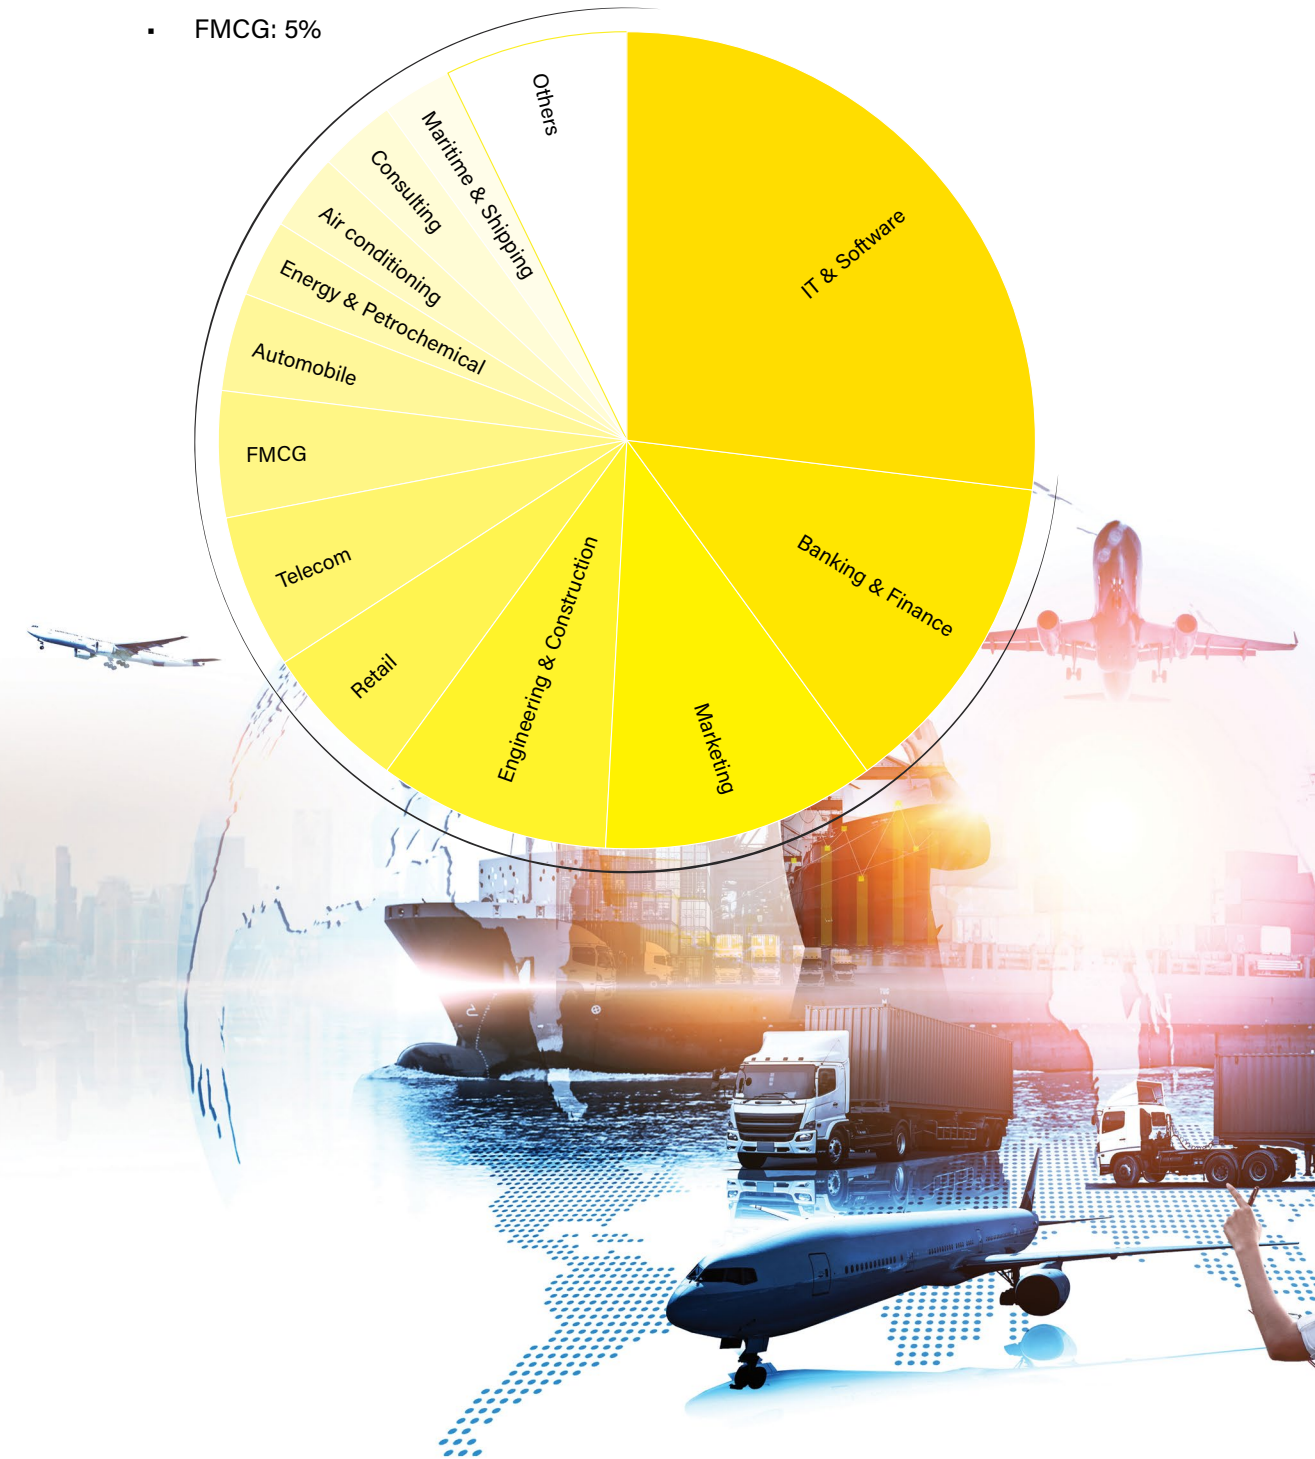 ▪ FMCG: 5%
Others
Maritime & Shipping
Consulting
Air conditioning
Energy & Petrochemical
Automobile
FMCG
Telecom
Retail
Engineering & Construction
Marketing
Banking & Finance
IT & Software